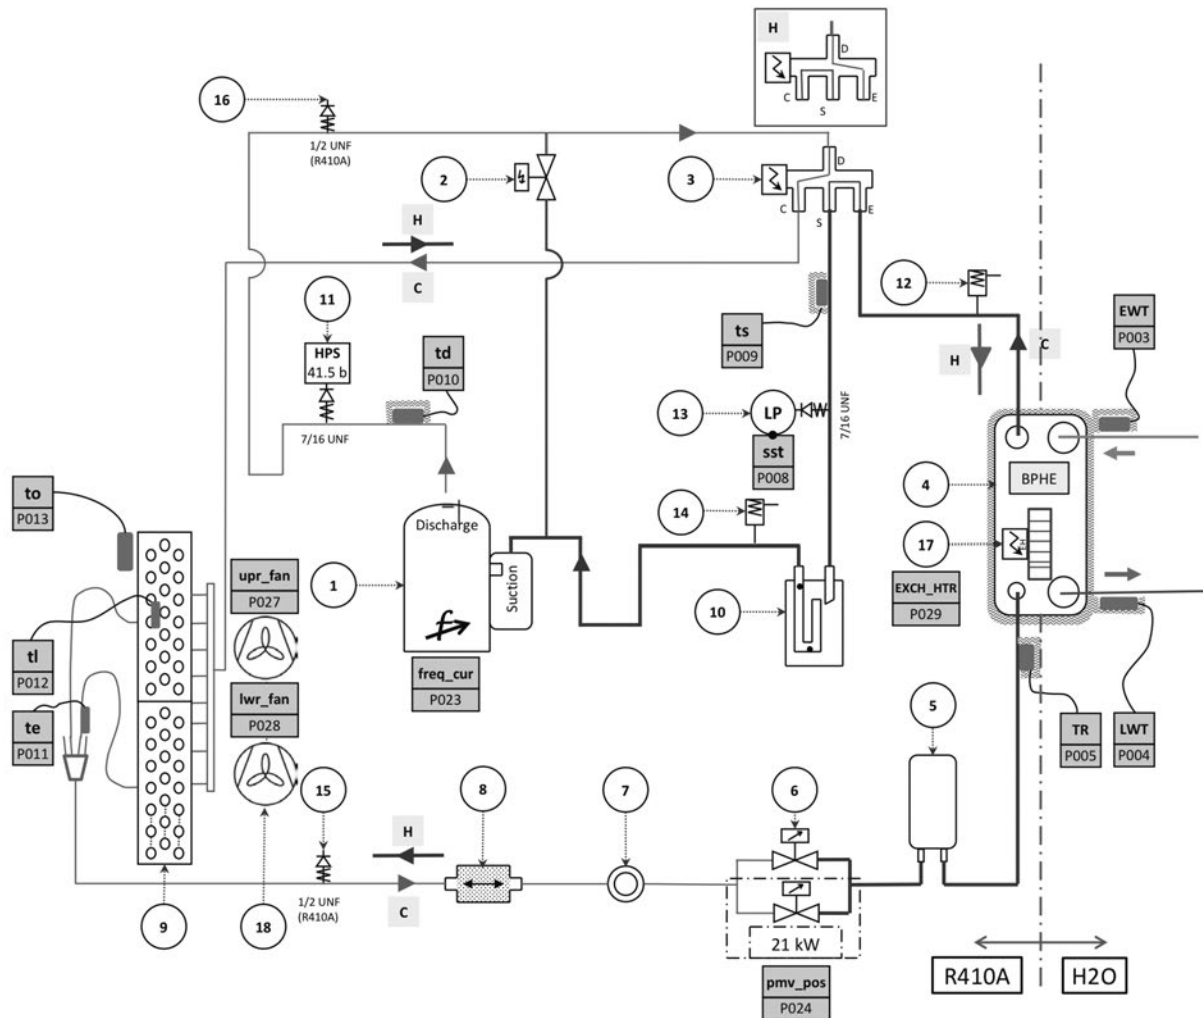 H
D
C
S
E
16
1/2 UNF
(R410A)
2
3
D
C
S
E
H
C
11
HPS
41.5 b
7/16 UNF
td
P010
ts
P009
12
H
C
EWT
P003
13
LP
sst
P008
7/16 UNF
14
to
P013
4
BPHE
17
EH
EXCH_HTR
P029
1
Discharge
Suction
f
upr_fan
P027
10
tl
P012
te
P011
lwr_fan
P028
freq_cur
P023
5
TR
P005
LWT
P004
15
8
7
6
H
C
1/2 UNF
(R410A)
9
18
21 kW
pmv_pos
P024
R410A
H2O